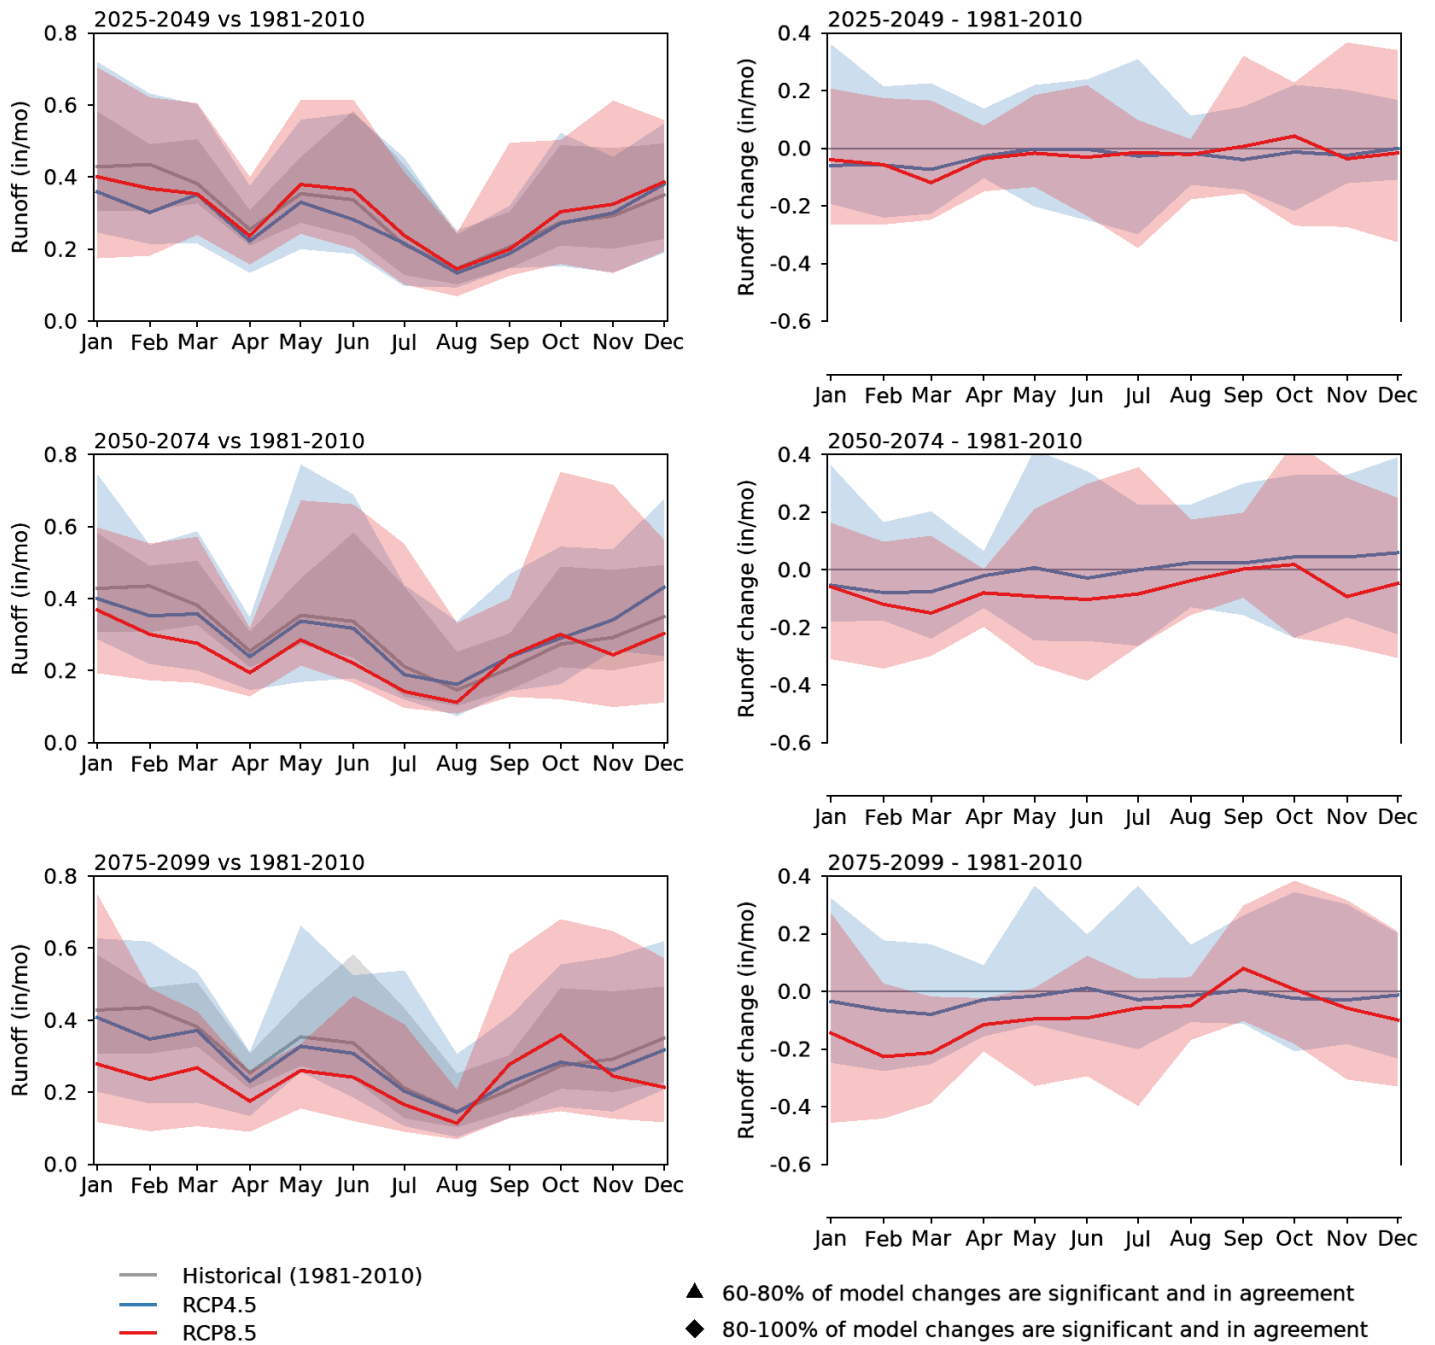 2025-2049 vs 1981-2010
Runoff (in/mo)
0.8
0.6
0.4
0.2
0.0
Jan Feb Mar Apr May Jun Jul Aug Sep Oct Nov Dec
2025-2049 - 1981-2010
Runoff change (in/mo)
0.4
0.2
0.0
-0.2
-0.4
-0.6
Jan Feb Mar Apr May Jun Jul Aug Sep Oct Nov Dec
2050-2074 vs 1981-2010
Runoff (in/mo)
0.8
0.6
0.4
0.2
0.0
Jan Feb Mar Apr May Jun Jul Aug Sep Oct Nov Dec
2050-2074 - 1981-2010
Runoff change (in/mo)
0.4
0.2
0.0
-0.2
-0.4
-0.6
Jan Feb Mar Apr May Jun Jul Aug Sep Oct Nov Dec
2075-2099 vs 1981-2010
Runoff (in/mo)
0.8
0.6
0.4
0.2
0.0
Jan Feb Mar Apr May Jun Jul Aug Sep Oct Nov Dec
2075-2099 - 1981-2010
Runoff change (in/mo)
0.4
0.2
0.0
-0.2
-0.4
-0.6
Jan Feb Mar Apr May Jun Jul Aug Sep Oct Nov Dec
Historical (1981-2010)
RCP4.5
RCP8.5
60-80% of model changes are significant and in agreement
80-100% of model changes are significant and in agreement